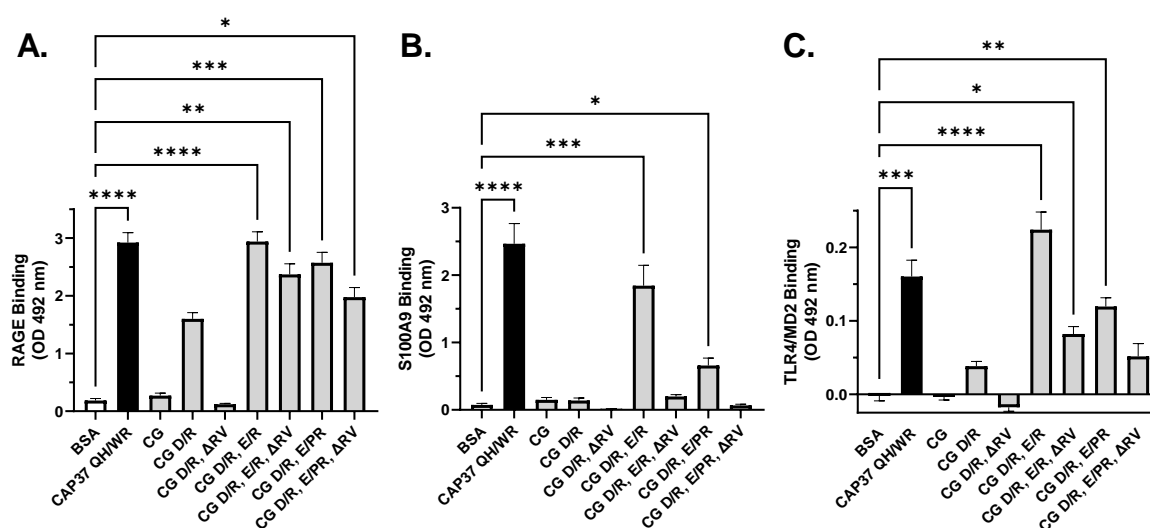 A.
*
***
**
****
****
RAGE Binding
(OD 492 nm)
3
2
1
0
BSA
CAP37 QH/WR
CG
CG D/R
CG D/R, ΔRV
CG D/R, E/R
CG D/R, E/R, ΔRV
CG D/R, E/PR
CG D/R, E/PR, ΔRV
B.
*
***
****
S100A9 Binding
(OD 492 nm)
3
2
1
0
BSA
CAP37 QH/WR
CG
CG D/R
CG D/R, ΔRV
CG D/R, E/R
CG D/R, E/R, ΔRV
CG D/R, E/PR
CG D/R, E/PR, ΔRV
C.
**
*
****
***
TLR4/MD2 Binding
(OD 492 nm)
0.2
0.1
0.0
BSA
CAP37 QH/WR
CG
CG D/R
CG D/R, ΔRV
CG D/R, E/R
CG D/R, E/R, ΔRV
CG D/R, E/PR
CG D/R, E/PR, ΔRV